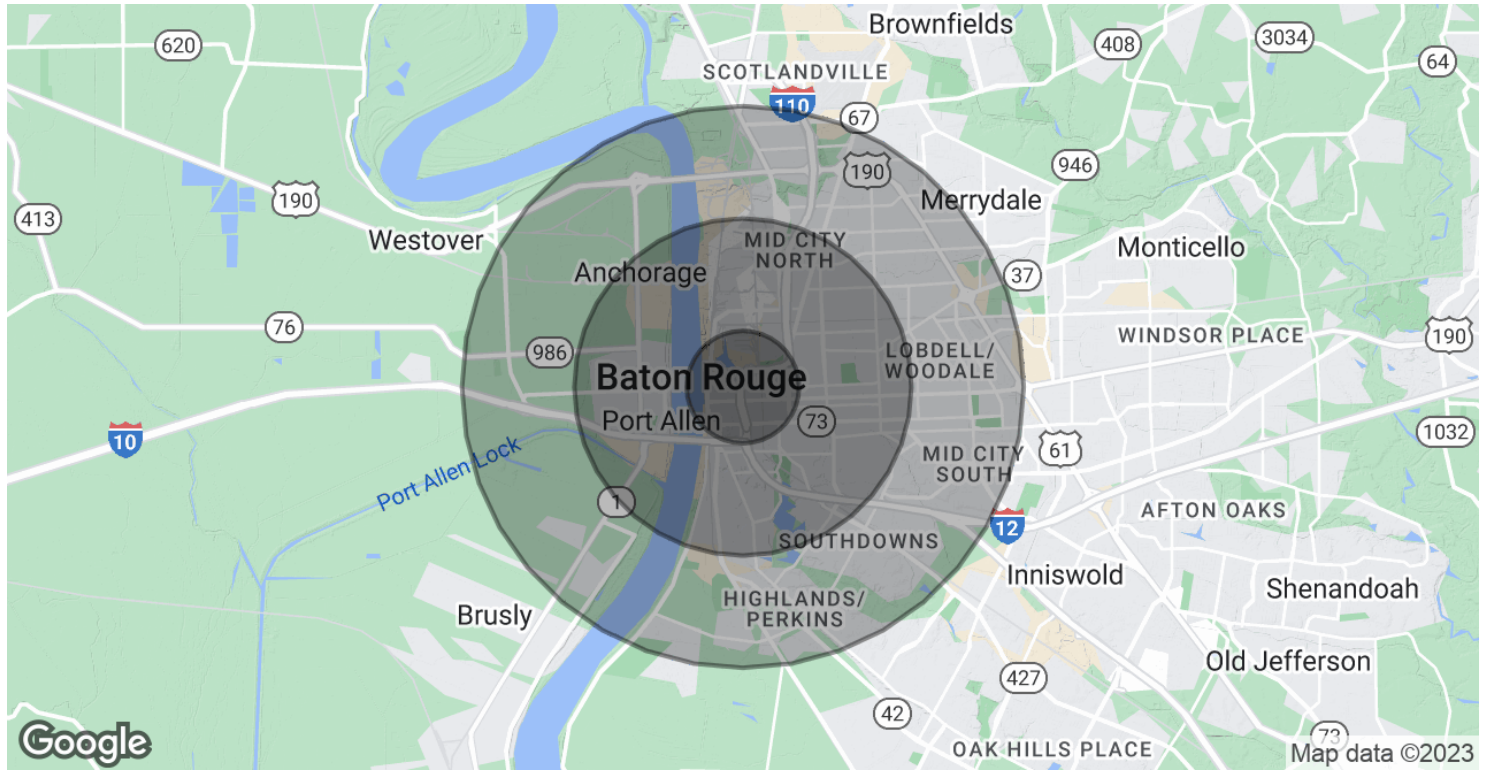 Brownfields
620
408
3034
64
SCOTLANDVILLE
110
67
946
190
190
Merrydale
413
Westover
MID CITY
NORTH
Monticello
Anchorage
37
76
WINDSOR PLACE
190
986
LOBDELL/
WOODALE
Baton Rouge
Port Allen
73
10
1032
61
MID CITY
SOUTH
Port Allen Lock
1
AFTON OAKS
12
SOUTHDOWNS
Inniswold
Shenandoah
HIGHLANDS/
PERKINS
Brusly
Old Jefferson
427
42
73
OAK HILLS PLACE
Google
Map data ©2023